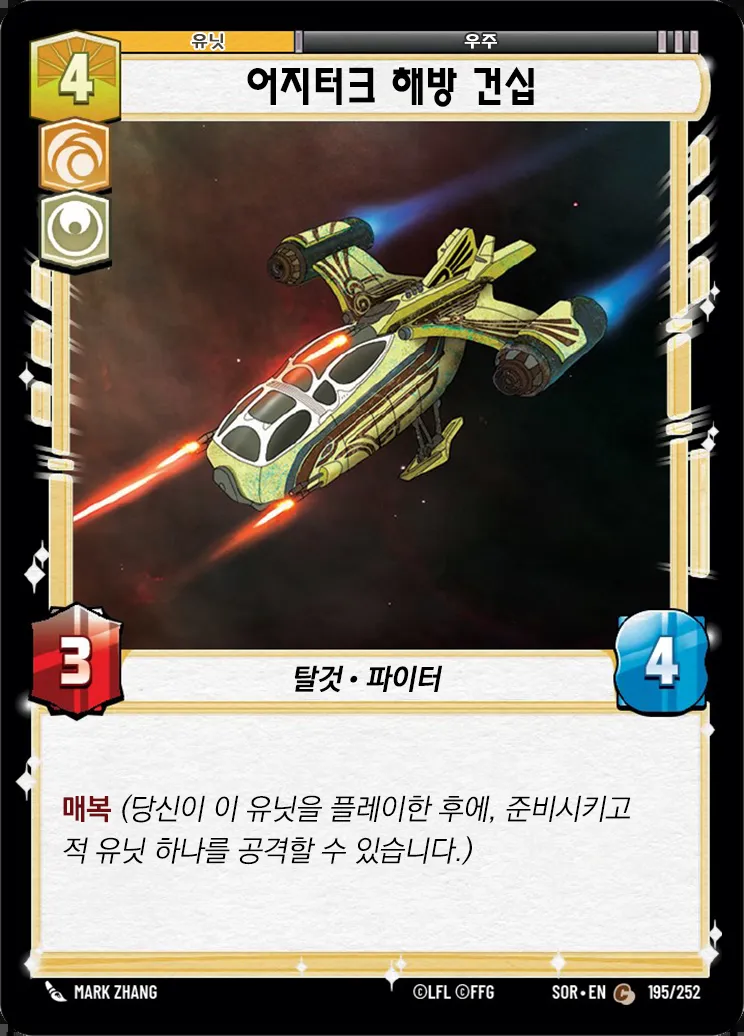 유닛
우주
4
어지터크 해방 건십
3
탈것 • 파이터
4
매복 (당신이 이 유닛을 플레이한 후에, 준비시키고
적 유닛 하나를 공격할 수 있습니다.)
MARK ZHANG
©LFL ©FFG
SOR • EN C 195/252